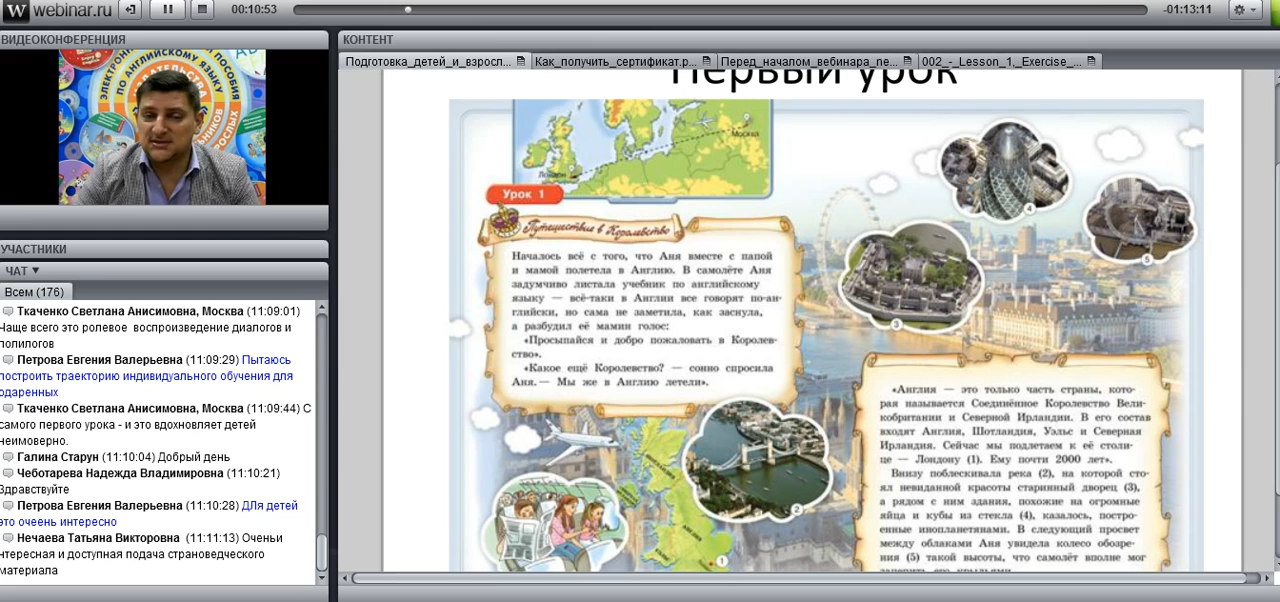 W webinar.ru
00:10:53
-01:13:11
ВИДЕОКОНФЕРЕНЦИЯ
ЭЛЕКТРОННЫЕ
ПОСОБИЯ
ПО АНГЛИЙСКОМУ ЯЗЫКУ
УЧАСТНИКИ
ЧАТ ▼
Всем (176)
Ткаченко Светлана Анисимовна, Москва (11:09:01)
Чаще всего это ролевое воспроизведение диалогов и
полилогов
Петрова Евгения Валерьевна (11:09:29) Пытаюсь
построить траекторию индивидуального обучения для
одаренных
Ткаченко Светлана Анисимовна, Москва (11:09:44) С
самого первого урока - и это вдохновляет детей
неимоверно.
Галина Старун (11:10:04) Добрый день
Чеботарева Надежда Владимировна (11:10:21)
Здравствуйте
Петрова Евгения Валерьевна (11:10:28) ДЛя детей
это очеень интересно
Нечаева Татьяна Викторовна (11:11:13) Оченьи
нтересная и доступная подача страноведческого
материала
КОНТЕНТ
Подготовка_детей_и_взросл... Как_получить_сертификат.p... Перед_началом_вебинара_пе... 002_-_Lesson_1,_Exercise_...
Первый урок
Москва
Лондон
Урок 1
Путешествие в Королевство
Началось всё с того, что Аня вместе с папой
и мамой полетела в Англию. В самолёте Аня
задумчиво листала учебник по английскому
языку — всё-таки в Англии все говорят по-ан-
глийски, но сама не заметила, как заснула,
а разбудил её мамин голос:
«Просыпайся и добро пожаловать в Королев-
ство».
«Какое ещё Королевство? — сонно спросила
Аня.— Мы же в Англию летели».
4
5
3
2
1
«Англия — это только часть страны, кото-
рая называется Соединённое Королевство Вели-
кобритании и Северной Ирландии. В его состав
входят Англия, Шотландия, Уэльс и Северная
Ирландия. Сейчас мы подлетаем к её столи-
це — Лондону (1). Ему почти 2000 лет».
Внизу поблескивала река (2), на которой сто-
ял невиданной красоты старинный дворец (3),
а рядом с ним здания, похожие на огромные
яйца и кубы из стекла (4), казалось, постро-
енные инопланетянами. В следующий просвет
между облаками Аня увидела колесо обозре-
ния (5) такой высоты, что самолёт вполне мог
зацепить его крыльями.